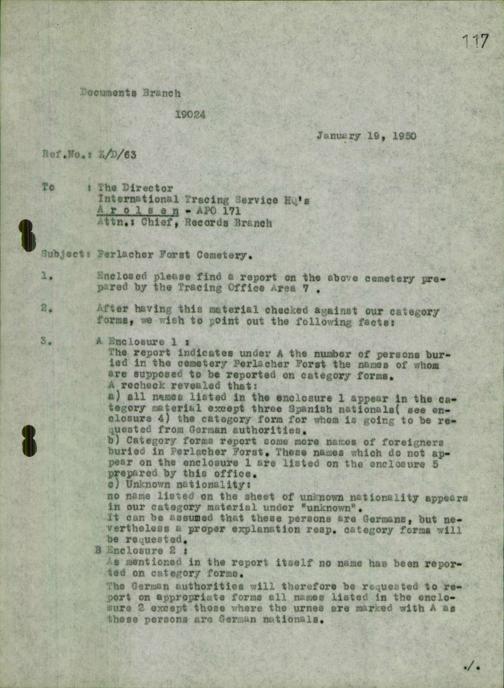 117
Documents Branch
19024
January 19, 1950
Ref.No.: Z/D/63
To : The Director
International Tracing Service HQ's
A r o l s e n - APO 171
Attn.: Chief, Records Branch
Subject: Perlacher Forst Cemetery.
1. Enclosed please find a report on the above cemetery pre-
pared by the Tracing Office Area 7 .
2. After having this material checked against our category
forms, we wish to point out the following facts:
3. A Enclosure 1 :
The report indicates under A the number of persons bur-
ied in the cemetery Perlacher Forst the names of whom
are supposed to be reported on category forms.
A recheck revealed that:
a) all names listed in the enclosure 1 appear in the ca-
tegory material except three Spanish nationals( see en-
closure 4) the category form for whom is going to be re-
quested from German authorities.
b) Category forms report some more names of foreigners
buried in Perlacher Forst. These names which do not ap-
pear on the enclosure 1 are listed on the enclosure 5
prepared by this office.
c) Unknown nationality:
no name listed on the sheet of unknown nationality appears
in our category material under "unknown".
It can be assumed that these persons are Germans, but ne-
vertheless a proper explanation resp. category forms will
be requested.
B Enclosure 2 :
As mentioned in the report itself no name has been repor-
ted on category forms.
The German authorities will therefore be requested to re-
port on appropriate forms all names listed in the enclo-
sure 2 except those where the urnes are marked with A as
these persons are German nationals.
./.